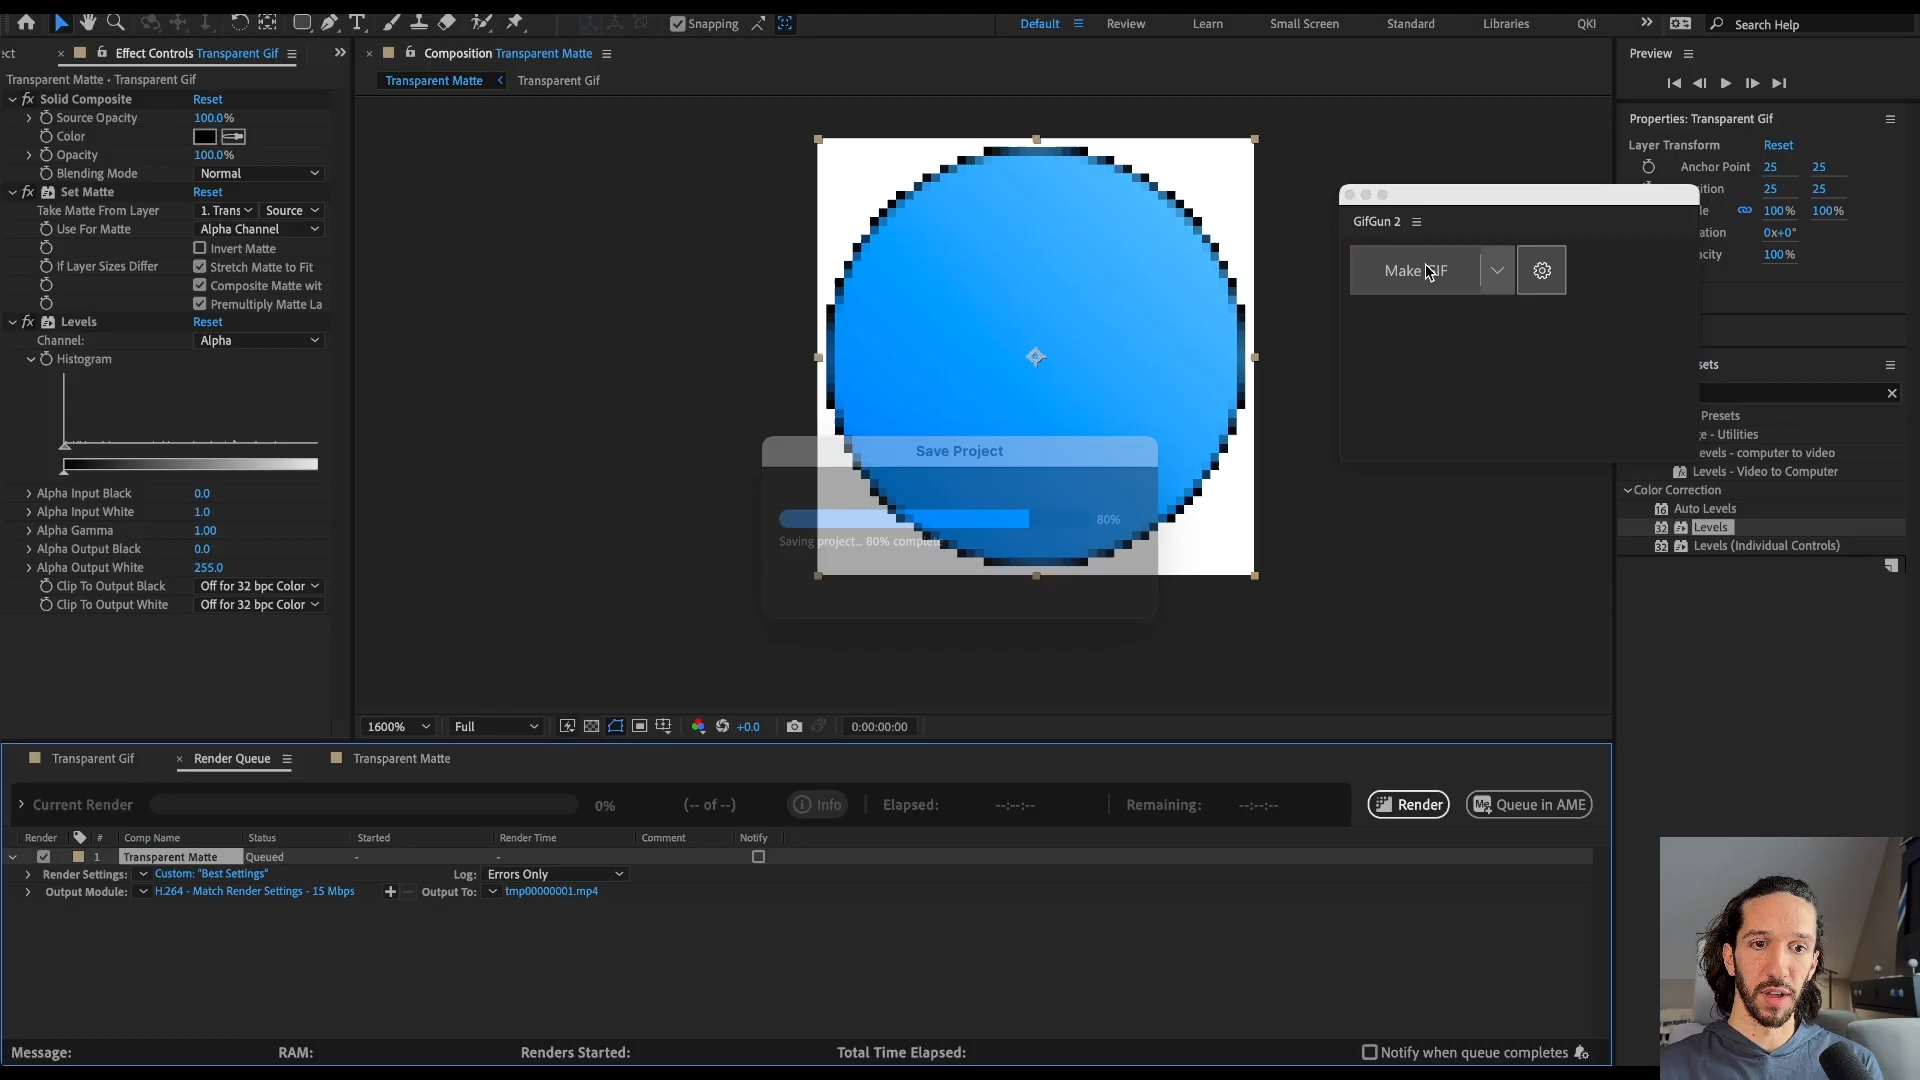 Snapping
Default
Review
Learn
Small Screen
Standard
Libraries
QKI
Search Help
ect
Effect Controls Transparent Gif
Composition Transparent Matte
Preview
Transparent Matte • Transparent Gif
Transparent Matte
Transparent Gif
Solid Composite
Reset
Source Opacity
100.0%
Color
Opacity
100.0%
Blending Mode
Normal
Set Matte
Reset
Take Matte From Layer
1. Trans
Source
Use For Matte
Alpha Channel
Invert Matte
If Layer Sizes Differ
Stretch Matte to Fit
Composite Matte wit
Premultiply Matte La
Levels
Reset
Channel:
Alpha
Histogram
Alpha Input Black
0.0
Alpha Input White
1.0
Alpha Gamma
1.00
Alpha Output Black
0.0
Alpha Output White
255.0
Clip To Output Black
Off for 32 bpc Color
Clip To Output White
Off for 32 bpc Color
Save Project
80%
Saving project... 80% complete
GifGun 2
Make GIF
Properties: Transparent Gif
Layer Transform
Reset
Anchor Point
25
25
sition
25
25
le
100%
100%
ation
0x+0°
acity
100%
sets
Presets
ge - Utilities
evels - computer to video
Levels - Video to Computer
Color Correction
Auto Levels
Levels
Levels (Individual Controls)
1600%
Full
+0.0
0:00:00:00
Transparent Gif
Render Queue
Transparent Matte
Current Render
0%
(-- of --)
Info
Elapsed:
--:--:--
Remaining:
--:--:--
Render
Me Queue in AME
Render
#
Comp Name
Status
Started
Render Time
Comment
Notify
1
Transparent Matte
Queued
-
-
Render Settings:
Custom: "Best Settings"
Log:
Errors Only
Output Module:
H.264 - Match Render Settings - 15 Mbps
Output To:
tmp00000001.mp4
Message:
RAM:
Renders Started:
Total Time Elapsed:
Notify when queue completes